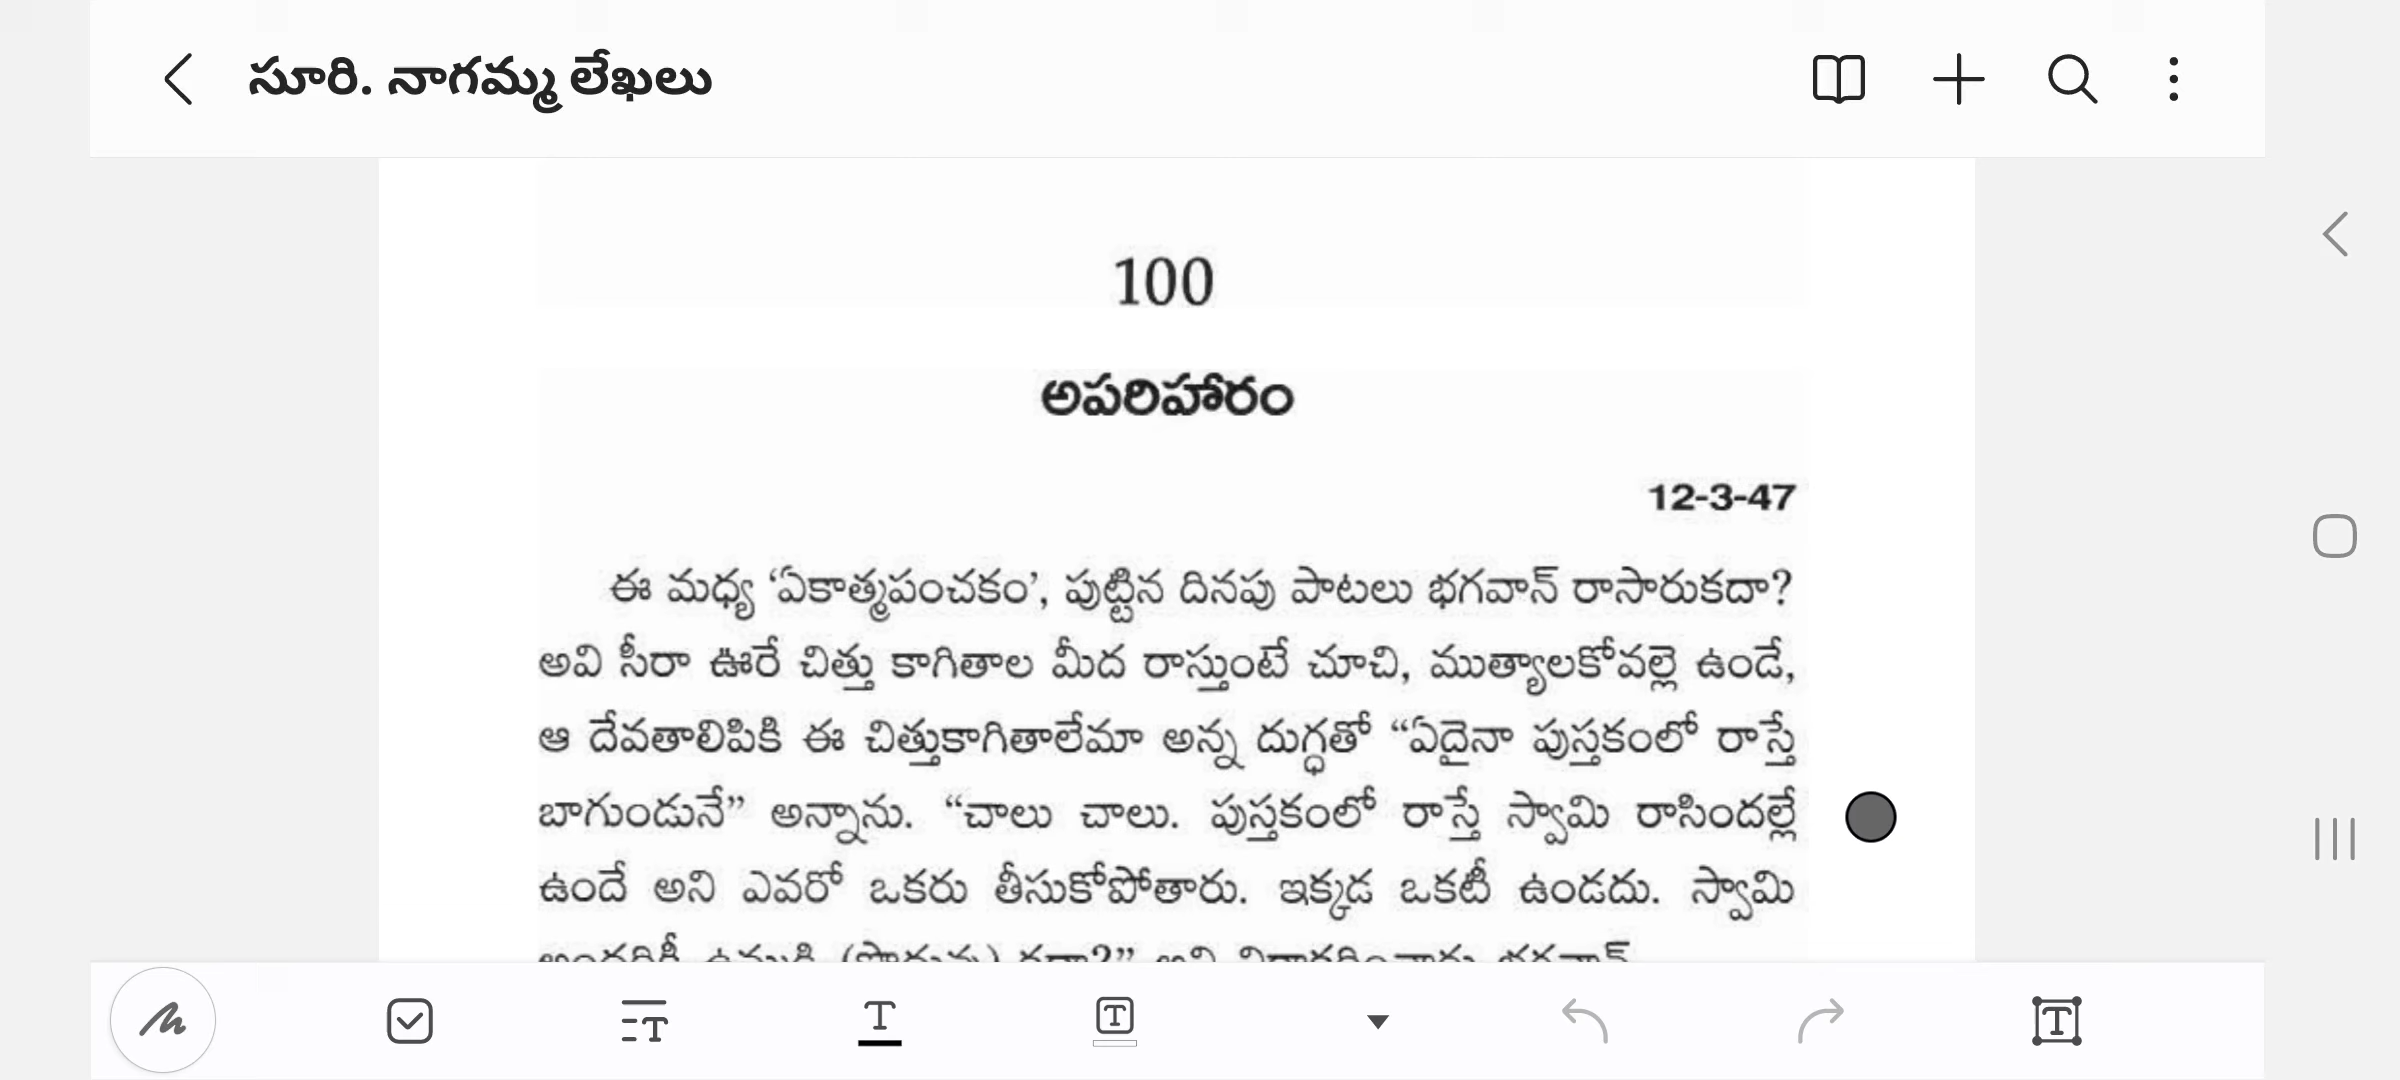 సూరి. నాగమ్మ లేఖలు
100
అపరిహారం
12-3-47
ఈ మధ్య ‘ఏకాత్మపంచకం’, పుట్టిన దినపు పాటలు భగవాన్ రాసారుకదా?
అవి సీరా ఊరే చిత్తు కాగితాల మీద రాస్తుంటే చూచి, ముత్యాలకోవల్లె ఉండే,
ఆ దేవతాలిపికి ఈ చిత్తుకాగితాలేమా అన్న దుగ్ధతో “ఏదైనా పుస్తకంలో రాస్తే
బాగుండునే” అన్నాను. “చాలు చాలు. పుస్తకంలో రాస్తే స్వామి రాసిందల్లే
ఉందే అని ఎవరో ఒకరు తీసుకోపోతారు. ఇక్కడ ఒకటీ ఉండదు. స్వామి